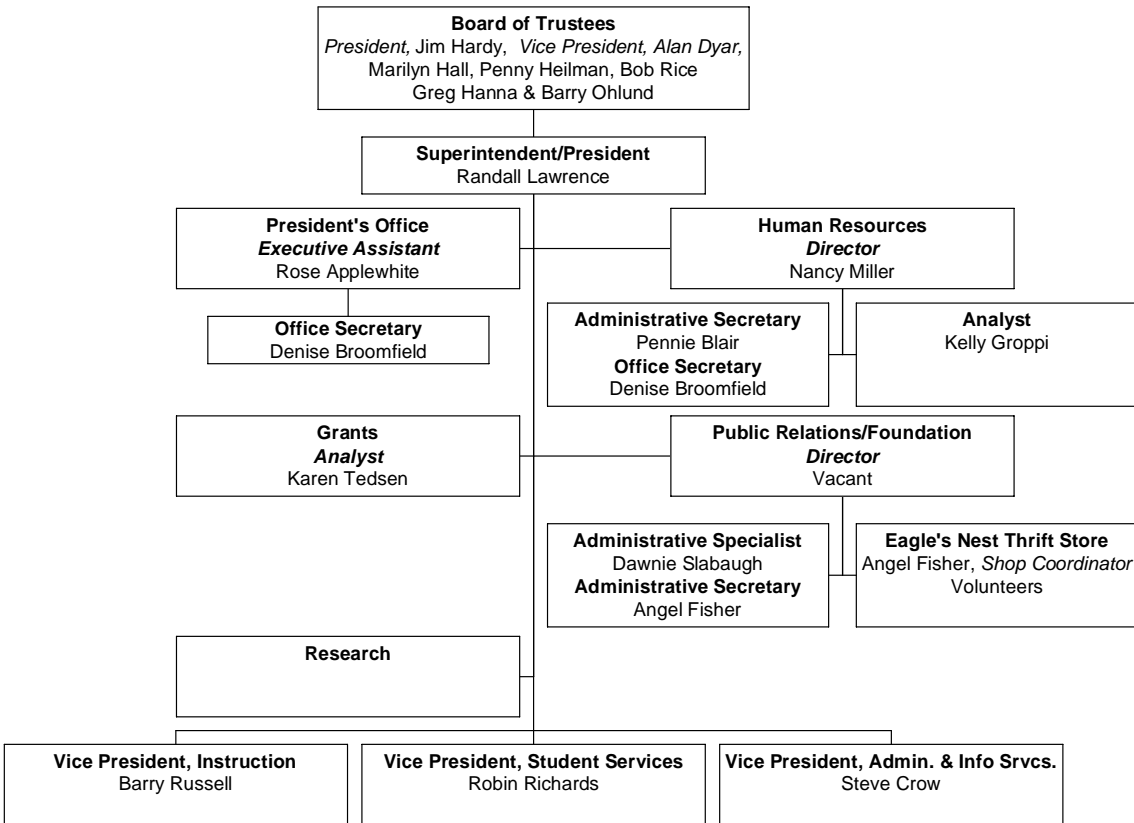 Board of Trustees
President, Jim Hardy, Vice President, Alan Dyar,
Marilyn Hall, Penny Heilman, Bob Rice
Greg Hanna & Barry Ohlund
Superintendent/President
Randall Lawrence
President's Office
Executive Assistant
Rose Applewhite
Human Resources
Director
Nancy Miller
Office Secretary
Denise Broomfield
Administrative Secretary
Pennie Blair
Office Secretary
Denise Broomfield
Analyst
Kelly Groppi
Grants
Analyst
Karen Tedsen
Public Relations/Foundation
Director
Vacant
Administrative Specialist
Dawnie Slabaugh
Administrative Secretary
Angel Fisher
Eagle's Nest Thrift Store
Angel Fisher, Shop Coordinator
Volunteers
Research
Vice President, Instruction
Barry Russell
Vice President, Student Services
Robin Richards
Vice President, Admin. & Info Srvcs.
Steve Crow